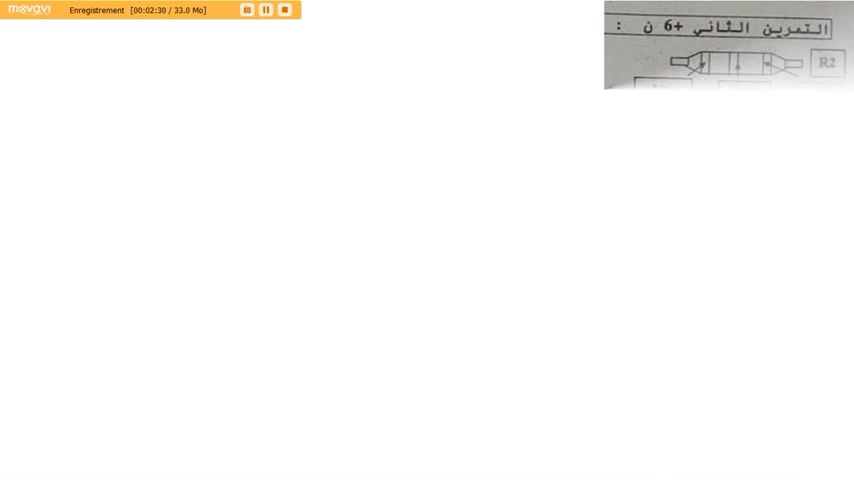 movavi Enregistrement [00:02:30 / 33.0 Mo]
التمرين الثاني +6 ن :
R2